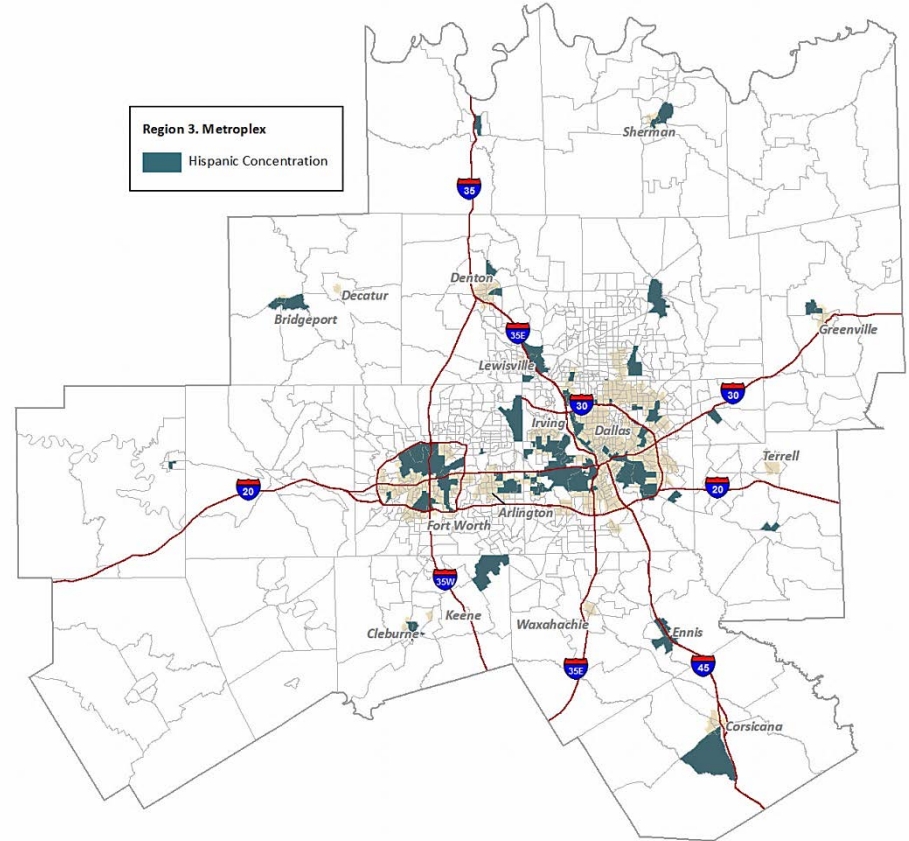 Region 3. Metroplex
Hispanic Concentration
Sherman
35
Denton
Decatur
Bridgeport
Greenville
35E
Lewisville
30
30
Irving
Dallas
Terrell
20
20
Arlington
Fort Worth
35W
Keene
Waxahachie
Cleburne
Ennis
35E
45
Corsicana